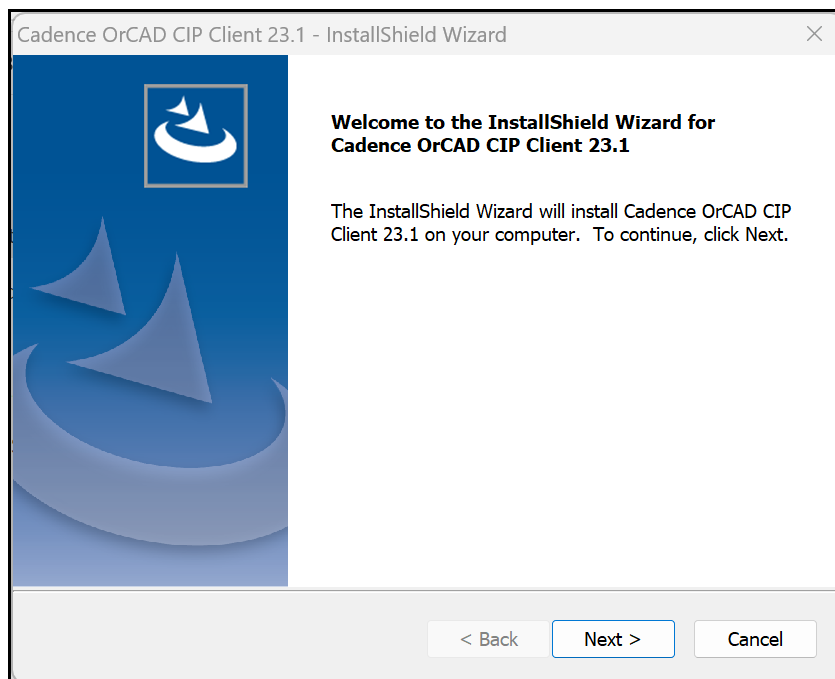 Cadence OrCAD CIP Client 23.1 - InstallShield Wizard
Welcome to the InstallShield Wizard for
Cadence OrCAD CIP Client 23.1
The InstallShield Wizard will install Cadence OrCAD CIP
Client 23.1 on your computer.  To continue, click Next.
< Back
Next >
Cancel